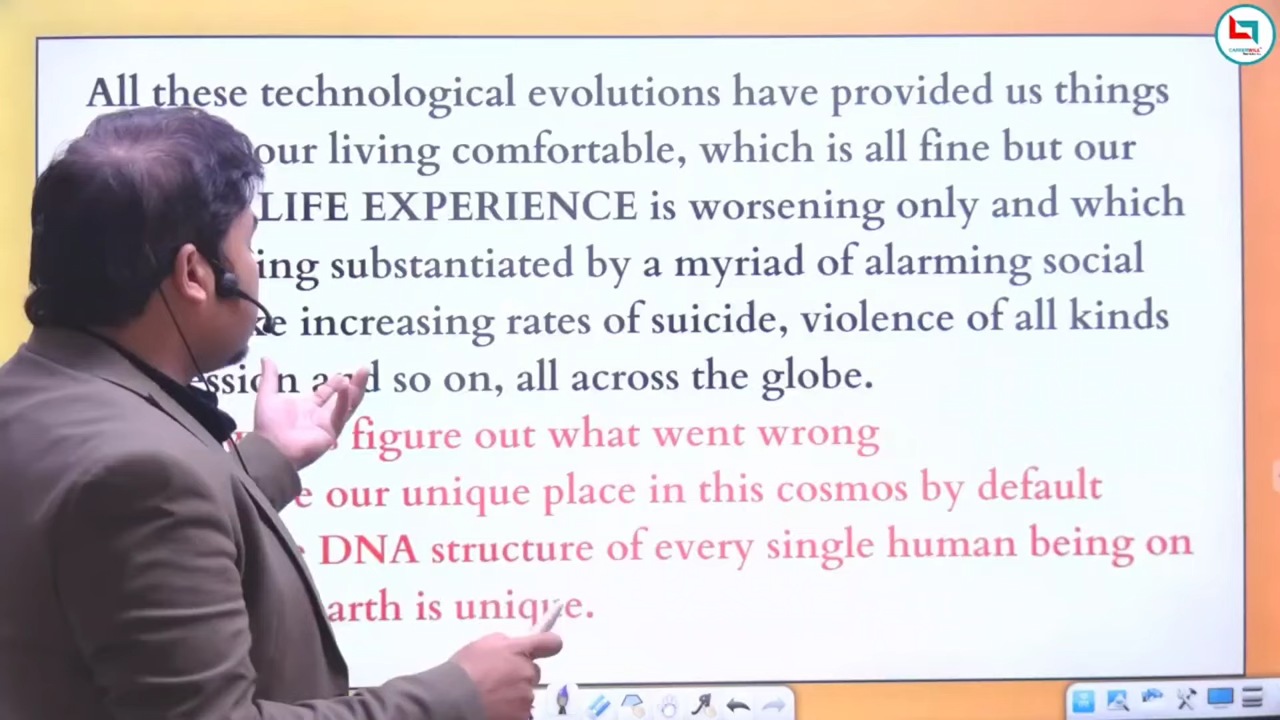 All these technological evolutions have provided us things
our living comfortable, which is all fine but our
LIFE EXPERIENCE is worsening only and which
substantiated by a myriad of alarming social
increasing rates of suicide, violence of all kinds
and so on, all across the globe.
figure out what went wrong
our unique place in this cosmos by default
DNA structure of every single human being on
is unique.
CAREERWILL